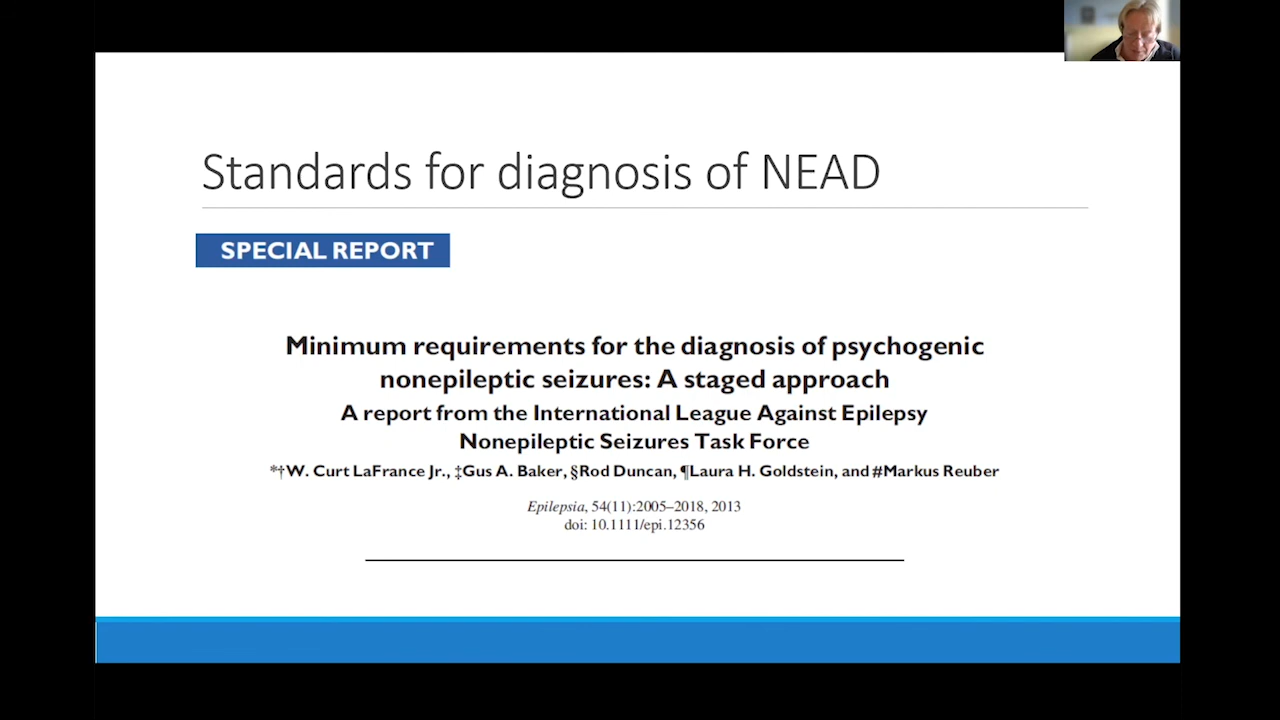 Standards for diagnosis of NEAD
SPECIAL REPORT
Minimum requirements for the diagnosis of psychogenic
nonepileptic seizures: A staged approach
A report from the International League Against Epilepsy
Nonepileptic Seizures Task Force
*†W. Curt LaFrance Jr., ‡Gus A. Baker, §Rod Duncan, ¶Laura H. Goldstein, and #Markus Reuber
Epilepsia, 54(11):2005–2018, 2013
doi: 10.1111/epi.12356